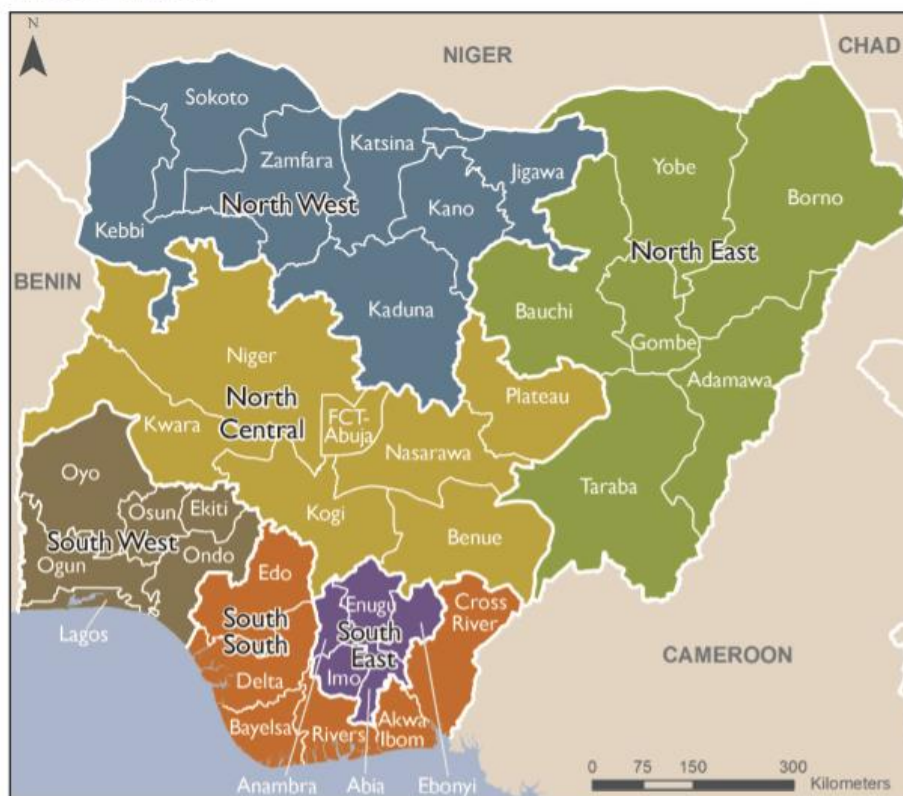 N
NIGER
CHAD
Sokoto
Katsina
Zamfara
Jigawa
Yobe
Borno
North West
Kano
Kebbi
North East
BENIN
Kaduna
Bauchi
Gombe
Niger
Adamawa
Plateau
North
Central
Kwara
FCT-
Abuja
Nasarawa
Oyo
Taraba
Osun
Ekiti
Kogi
South West
Ondo
Benue
Ogun
Edo
Lagos
Enugu
Cross
River
South
South
South
East
CAMEROON
Imo
Delta
Bayelsa
Rivers
Akwa
Ibom
Anambra
Abia
Ebonyi
0 75 150 300
Kilometers